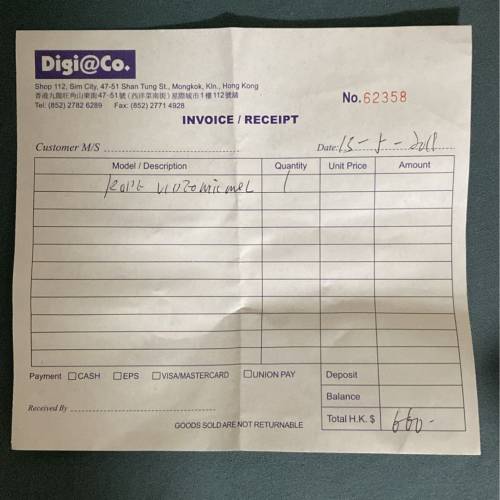 Digi@Co.
Shop 112, Sim City, 47-51 Shan Tung St., Mongkok, Kln., Hong Kong
香港九龍旺角山東街47-51號(西洋菜南街)星際城市1樓112號舖
Tel: (852) 2782 6289 Fax: (852) 2771 4928
No.62358
INVOICE / RECEIPT
Customer M/S
Date: 15-5-2011
Model / Description Quantity Unit Price Amount
1
Payment CASH EPS VISA/MASTERCARD UNION PAY Deposit
Balance
Received By
Total H.K. $ 660-
GOODS SOLD ARE NOT RETURNABLE